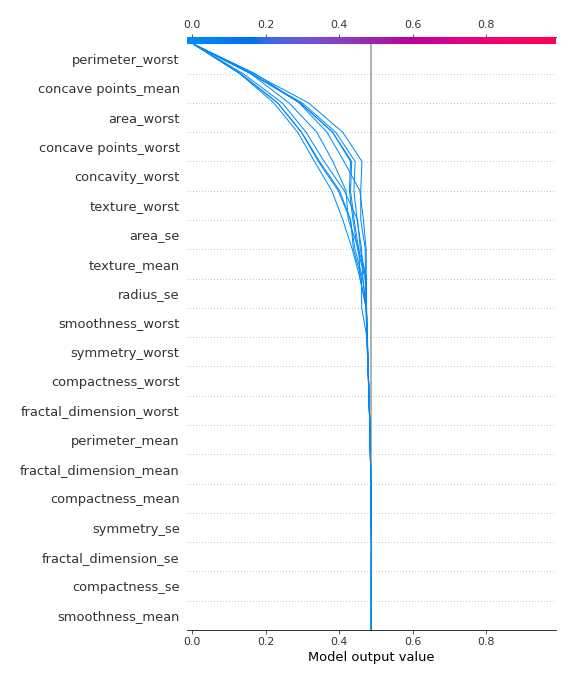 0.0 0.2 0.4 0.6 0.8
perimeter_worst
concave points_mean
area_worst
concave points_worst
concavity_worst
texture_worst
area_se
texture_mean
radius_se
smoothness_worst
symmetry_worst
compactness_worst
fractal_dimension_worst
perimeter_mean
fractal_dimension_mean
compactness_mean
symmetry_se
fractal_dimension_se
compactness_se
smoothness_mean
0.0 0.2 0.4 0.6 0.8
Model output value